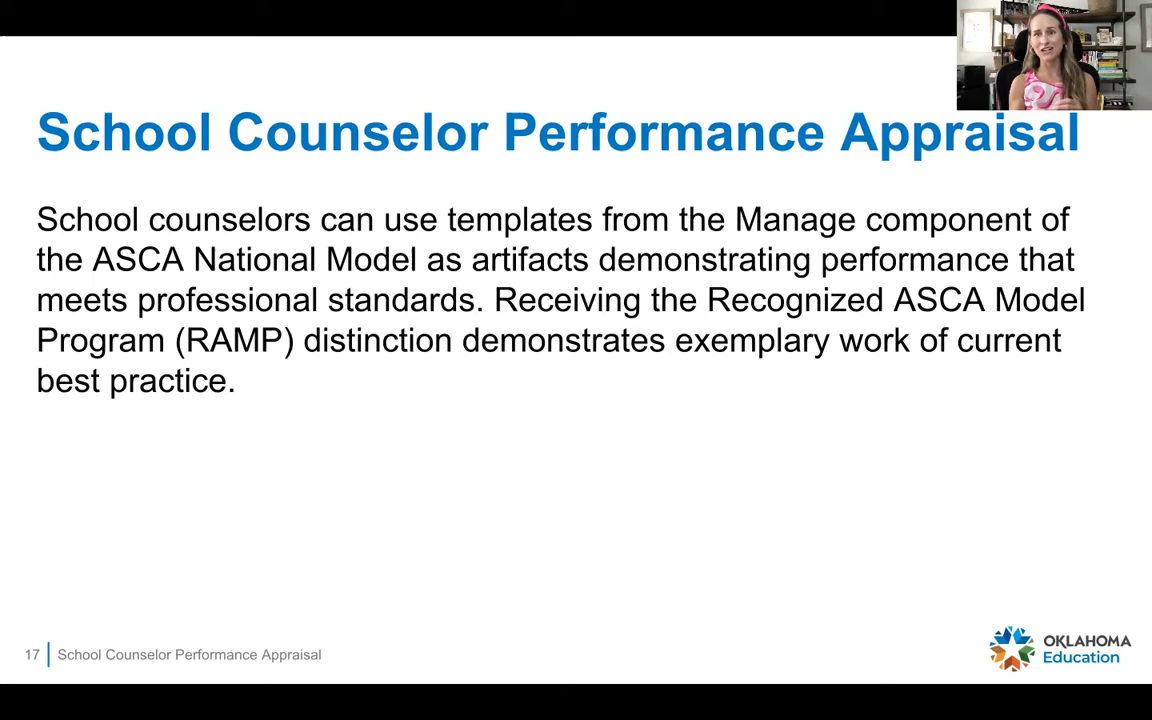 School Counselor Performance Appraisal
School counselors can use templates from the Manage component of
the ASCA National Model as artifacts demonstrating performance that
meets professional standards. Receiving the Recognized ASCA Model
Program (RAMP) distinction demonstrates exemplary work of current
best practice.
17 School Counselor Performance Appraisal
OKLAHOMA
Education